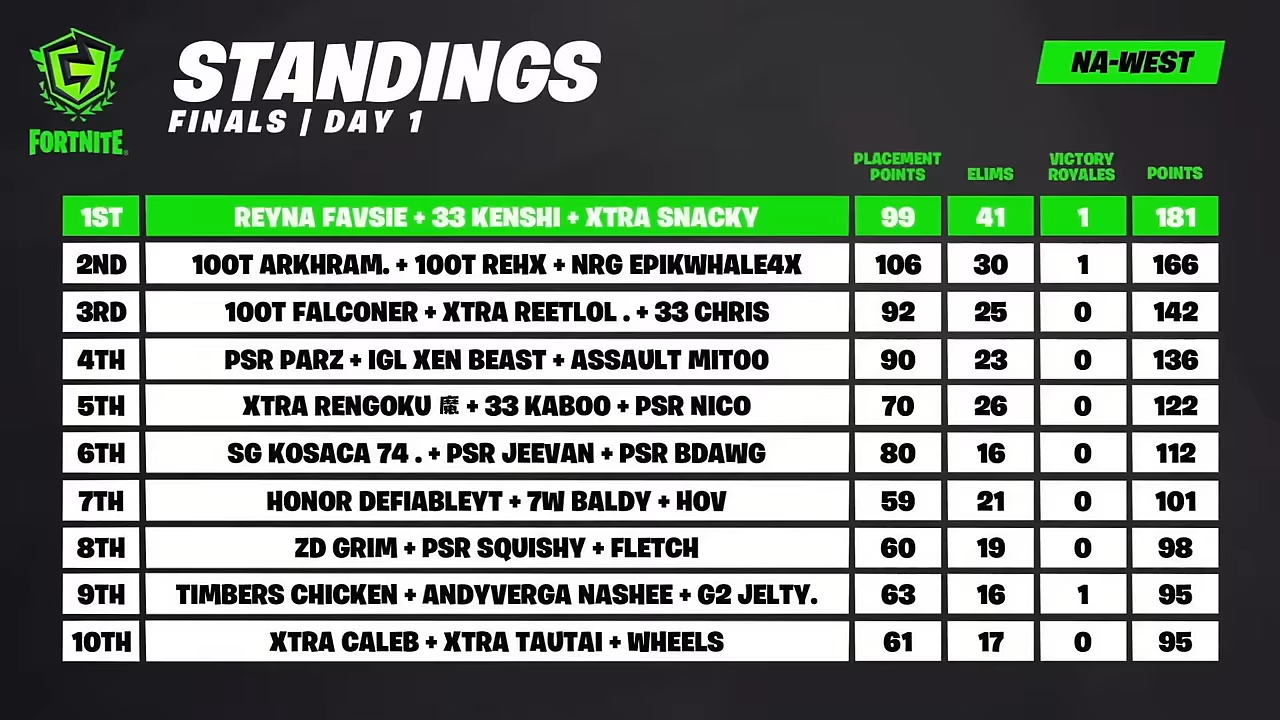 STANDINGS
FINALS | DAY 1
NA-WEST
FORTNITE
PLACEMENT POINTS ELIMS VICTORY ROYALES POINTS
1ST REYNA FAVSIE + 33 KENSHI + XTRA SNACKY 99 41 1 181
2ND 100T ARKHRAM. + 100T REHX + NRG EPIKWHALE4X 106 30 1 166
3RD 100T FALCONER + XTRA REETLOL . + 33 CHRIS 92 25 0 142
4TH PSR PARZ + IGL XEN BEAST + ASSAULT MITOO 90 23 0 136
5TH XTRA RENGOKU 魔 + 33 KABOO + PSR NICO 70 26 0 122
6TH SG KOSACA 74 . + PSR JEEVAN + PSR BDAWG 80 16 0 112
7TH HONOR DEFIABLEYT + 7W BALDY + HOV 59 21 0 101
8TH ZD GRIM + PSR SQUISHY + FLETCH 60 19 0 98
9TH TIMBERS CHICKEN + ANDYVERGA NASHEE + G2 JELTY. 63 16 1 95
10TH XTRA CALEB + XTRA TAUTAI + WHEELS 61 17 0 95